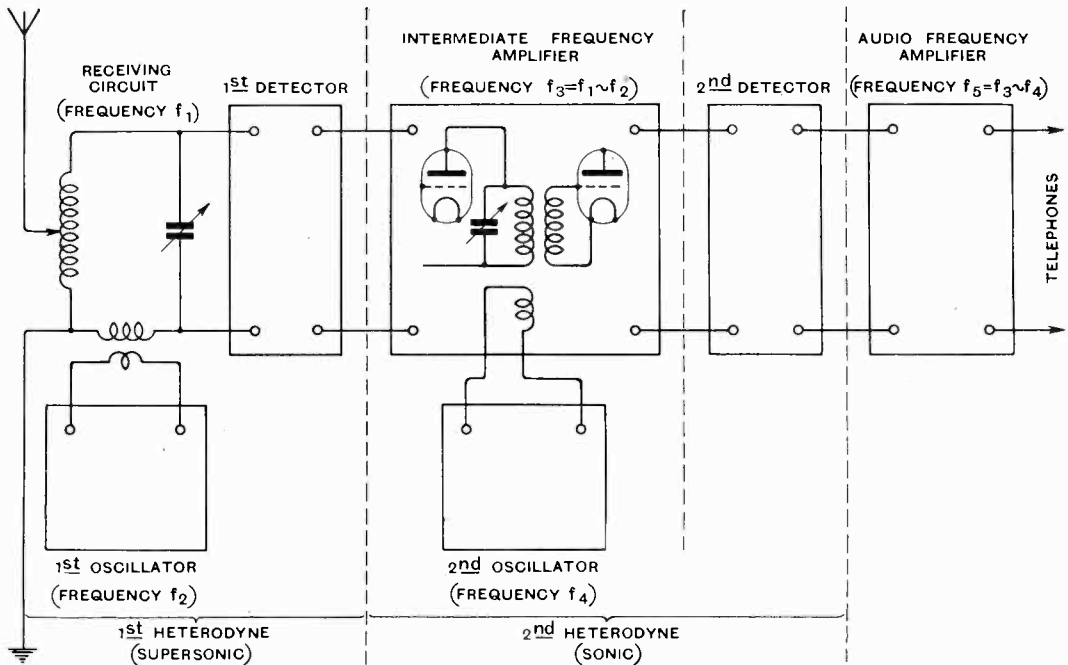 RECEIVING
CIRCUIT
(FREQUENCY f1)
1st DETECTOR
INTERMEDIATE FREQUENCY
AMPLIFIER
(FREQUENCY f3=f1~f2)
2nd DETECTOR
AUDIO FREQUENCY
AMPLIFIER
(FREQUENCY f5=f3~f4)
TELEPHONES
1st OSCILLATOR
(FREQUENCY f2)
2nd OSCILLATOR
(FREQUENCY f4)
1st HETERODYNE
(SUPERSONIC)
2nd HETERODYNE
(SONIC)